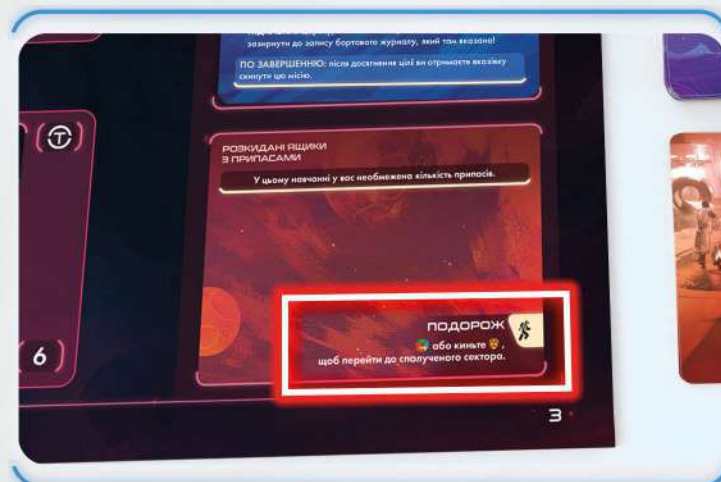 зазирнути до запису бортового журналу, який там вказано!
ПО ЗАВЕРШЕННЮ: після досягнення цілі ви отримаєте вказівку
скинути цю місію.
РОЗКИДАНІ ЯЩИКИ
З ПРИПАСАМИ
У цьому навчанні у вас необмежена кількість припасів.
ПОДОРОЖ
або киньте ,
щоб перейти до сполученого сектора.
T
6
3